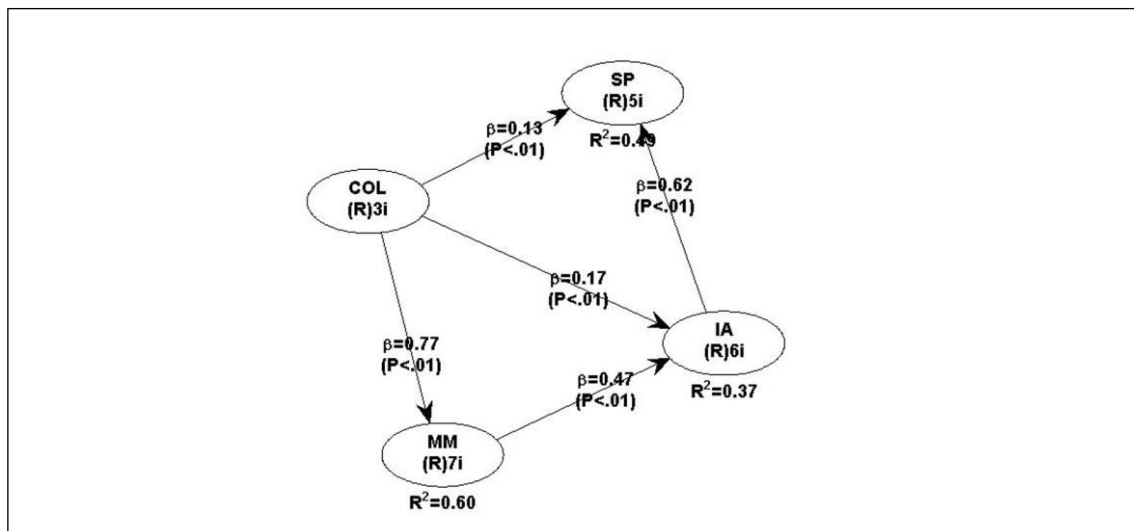 SP
(R)5i
R²=0.49
β=0.13
(P<.01)
COL
(R)3i
β=0.62
(P<.01)
β=0.17
(P<.01)
IA
(R)6i
R²=0.37
β=0.77
(P<.01)
β=0.47
(P<.01)
MM
(R)7i
R²=0.60